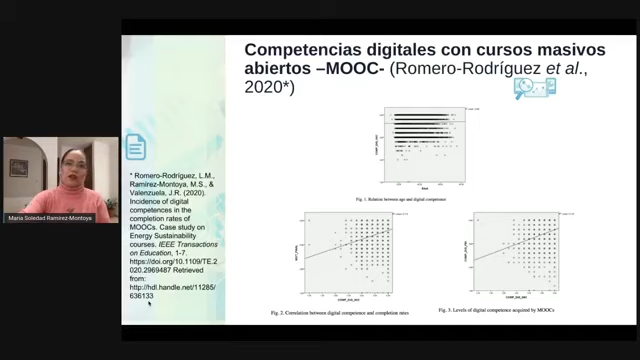 Competencias digitales con cursos masivos
abiertos –MOOC- (Romero-Rodríguez et al.,
2020*)
* Romero-Rodríguez, L.M.,
Ramírez-Montoya, M.S., &
Valenzuela, J.R. (2020).
Incidence of digital
competences in the
completion rates of
MOOCs. Case study on
Energy Sustainability
courses. IEEE Transactions
on Education, 1-7.
https://doi.org/10.1109/TE.2
020.2969487 Retrieved
from:
http://hdl.handle.net/11285/
636133
Fig. 1. Relation between age and digital competence
Fig. 2. Correlation between digital competence and completion rates
Fig. 3. Levels of digital competence acquired by MOOCs
Maria Soledad Ramírez-Montoya